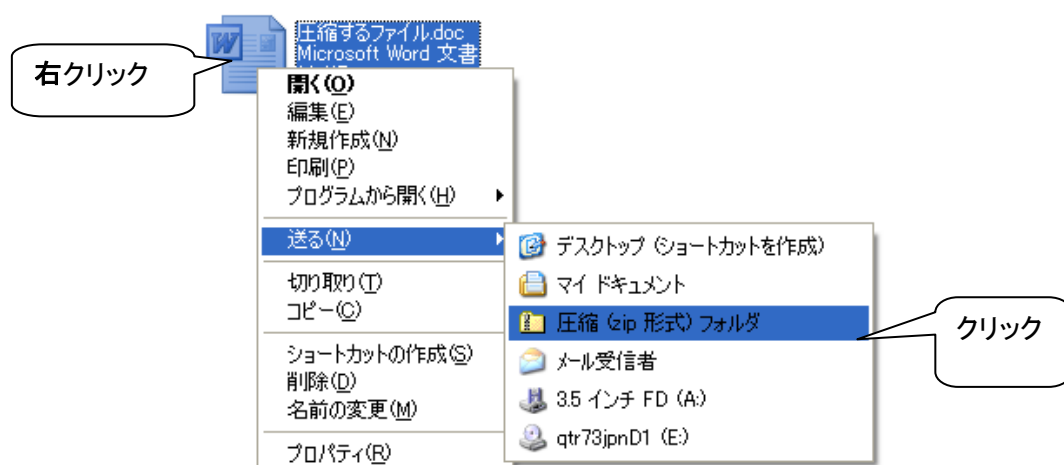 圧縮するファイル.doc
Microsoft Word 文書
右クリック
開く(O)
編集(E)
新規作成(N)
印刷(P)
プログラムから開く(H)
送る(N)
切り取り(T)
コピー(C)
ショートカットの作成(S)
削除(D)
名前の変更(M)
プロパティ(R)
デスクトップ (ショートカットを作成)
マイ ドキュメント
圧縮 (zip 形式) フォルダ
メール受信者
3.5 インチ FD (A:)
qtr73jpnD1 (E:)
クリック